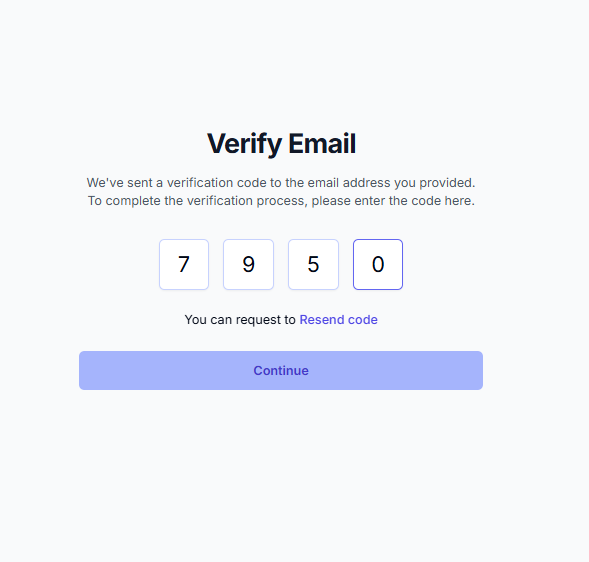 Verify Email
We've sent a verification code to the email address you provided.
To complete the verification process, please enter the code here.
7 9 5 0
You can request to Resend code
Continue